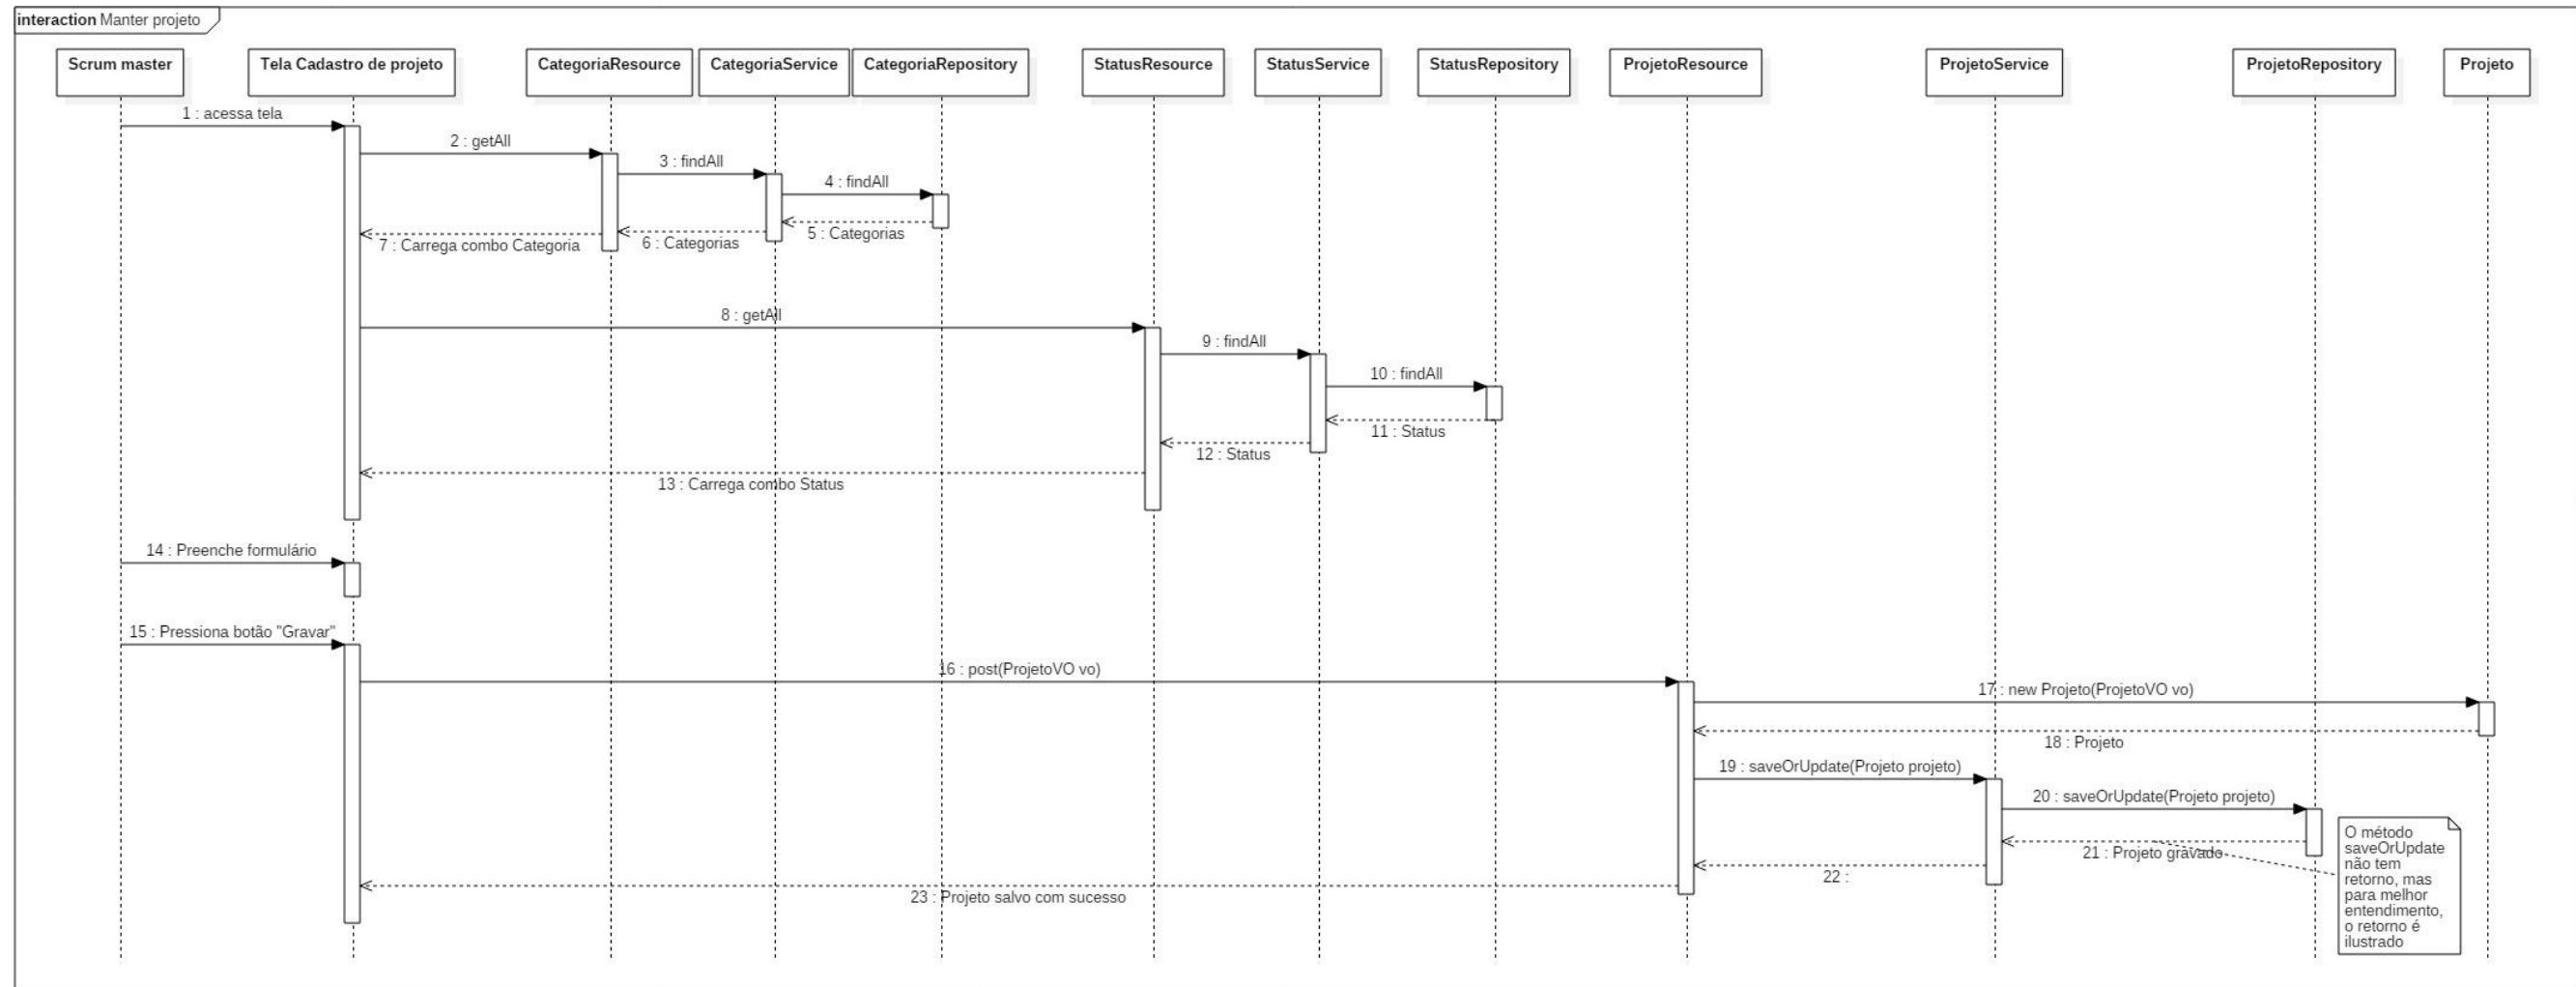 interaction Manter projeto
Scrum master
Tela Cadastro de projeto
CategoriaResource
CategoriaService
CategoriaRepository
StatusResource
StatusService
StatusRepository
ProjetoResource
ProjetoService
ProjetoRepository
Projeto
1 : acessa tela
2 : getAll
3 : findAll
4 : findAll
5 : Categorias
6 : Categorias
7 : Carrega combo Categoria
8 : getAll
9 : findAll
10 : findAll
11 : Status
12 : Status
13 : Carrega combo Status
14 : Preenche formulário
15 : Pressiona botão "Gravar"
16 : post(ProjetoVO vo)
17 : new Projeto(ProjetoVO vo)
18 : Projeto
19 : saveOrUpdate(Projeto projeto)
20 : saveOrUpdate(Projeto projeto)
21 : Projeto gravado
22 :
23 : Projeto salvo com sucesso
O método
saveOrUpdate
não tem
retorno, mas
para melhor
entendimento,
o retorno é
ilustrado